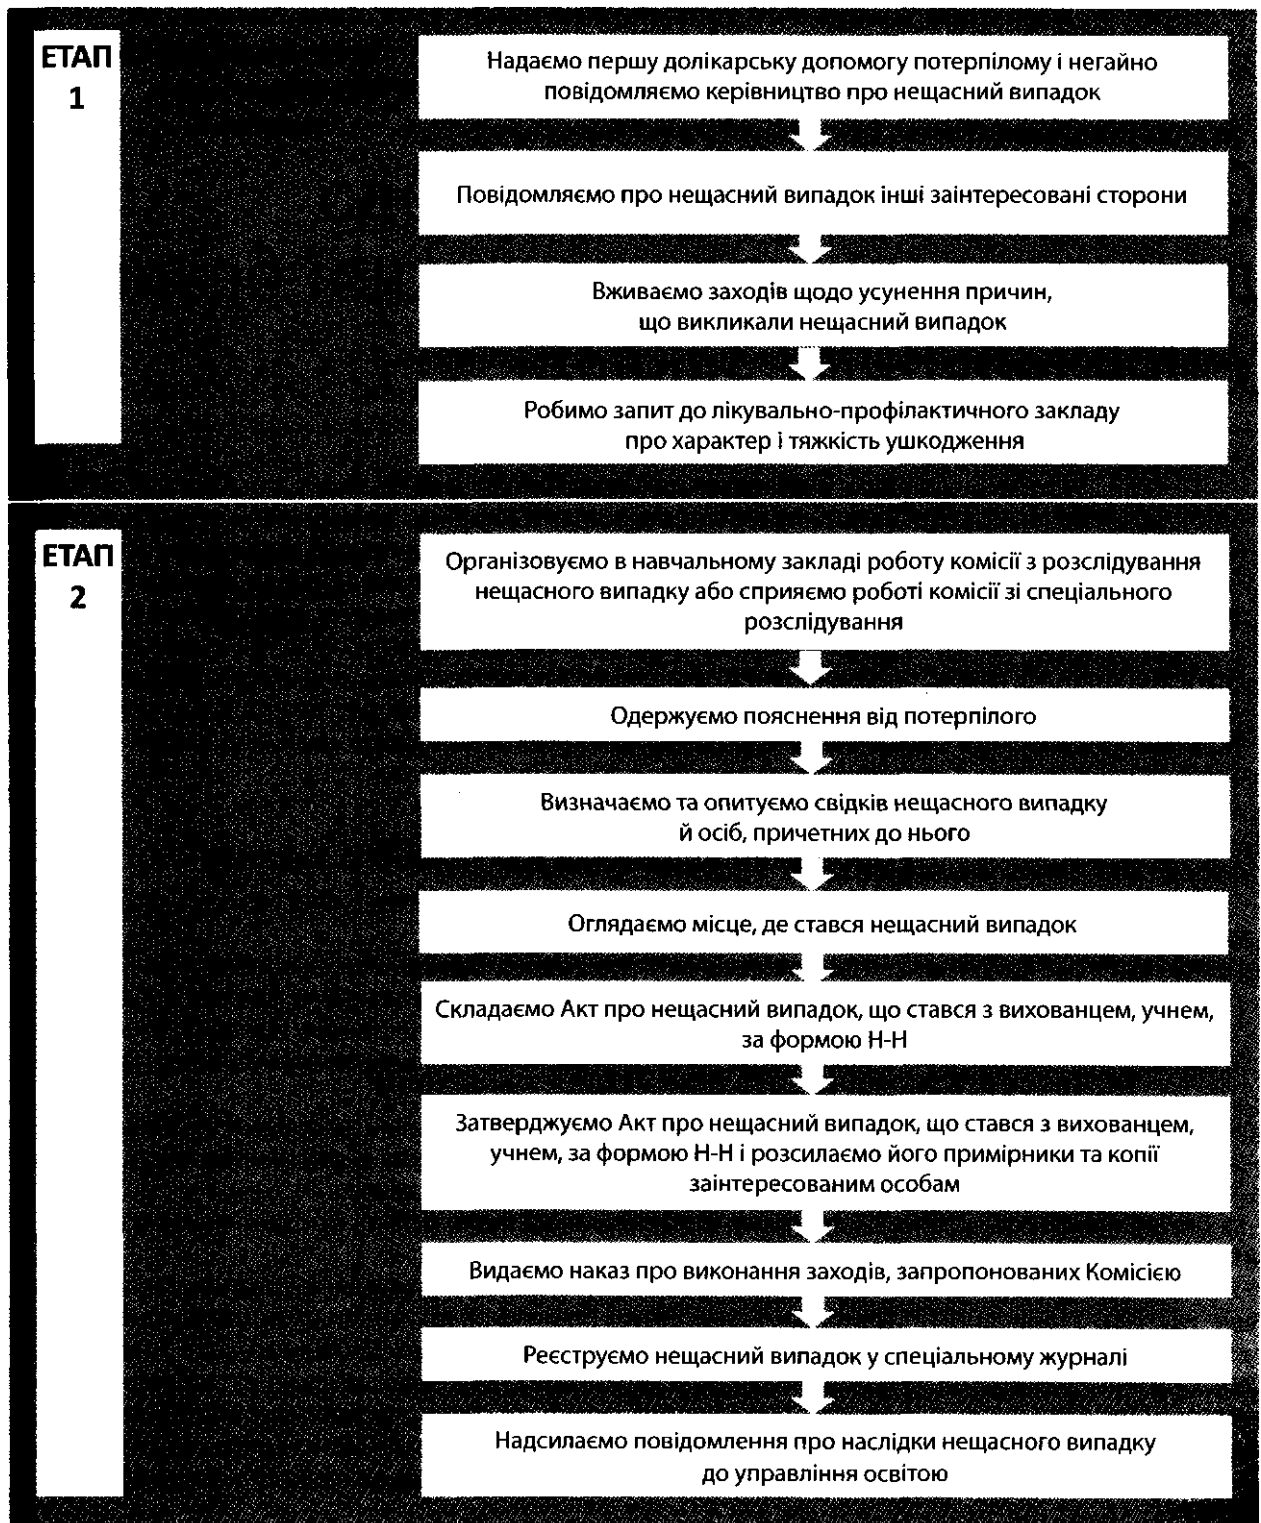 ЕТАП
1
Надаємо першу долікарську допомогу потерпілому і негайно
повідомляємо керівництво про нещасний випадок
Повідомляємо про нещасний випадок інші заінтересовані сторони
Вживаємо заходів щодо усунення причин,
що викликали нещасний випадок
Робимо запит до лікувально-профілактичного закладу
про характер і тяжкість ушкодження
ЕТАП
2
Організовуємо в навчальному закладі роботу комісії з розслідування
нещасного випадку або сприяємо роботі комісії зі спеціального
розслідування
Одержуємо пояснення від потерпілого
Визначаємо та опитуємо свідків нещасного випадку
й осіб, причетних до нього
Оглядаємо місце, де стався нещасний випадок
Складаємо Акт про нещасний випадок, що стався з вихованцем, учнем,
за формою Н-Н
Затверджуємо Акт про нещасний випадок, що стався з вихованцем,
учнем, за формою Н-Н і розсилаємо його примірники та копії
заінтересованим особам
Видаємо наказ про виконання заходів, запропонованих Комісією
Реєструємо нещасний випадок у спеціальному журналі
Надсилаємо повідомлення про наслідки нещасного випадку
до управління освітою